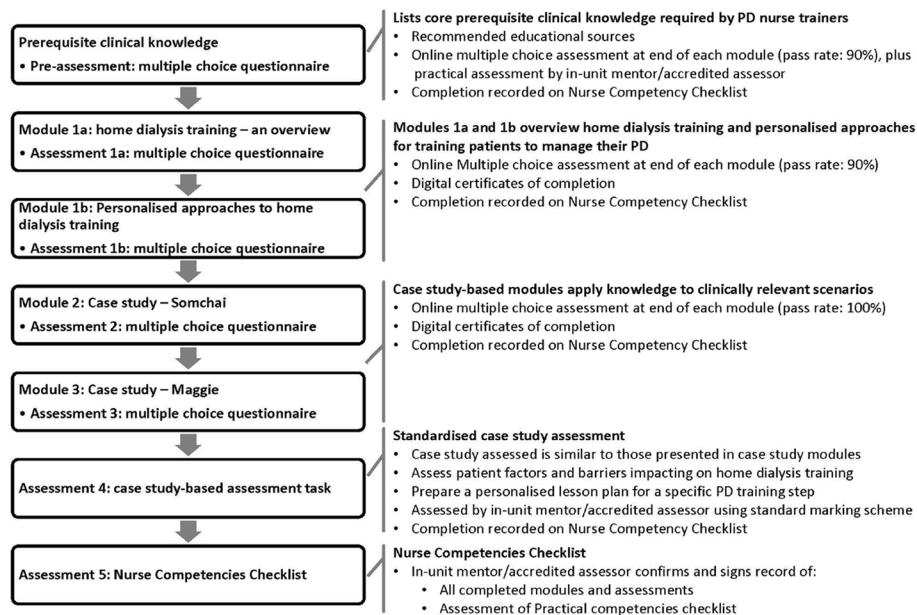 Prerequisite clinical knowledge
• Pre-assessment: multiple choice questionnaire
Lists core prerequisite clinical knowledge required by PD nurse trainers
• Recommended educational sources
• Online multiple choice assessment at end of each module (pass rate: 90%), plus
practical assessment by in-unit mentor/accredited assessor
• Completion recorded on Nurse Competency Checklist
Module 1a: home dialysis training – an overview
• Assessment 1a: multiple choice questionnaire
Module 1b: Personalised approaches to home
dialysis training
• Assessment 1b: multiple choice questionnaire
Modules 1a and 1b overview home dialysis training and personalised approaches
for training patients to manage their PD
• Online Multiple choice assessment at end of each module (pass rate: 90%)
• Digital certificates of completion
• Completion recorded on Nurse Competency Checklist
Module 2: Case study – Somchai
• Assessment 2: multiple choice questionnaire
Module 3: Case study – Maggie
• Assessment 3: multiple choice questionnaire
Case study-based modules apply knowledge to clinically relevant scenarios
• Online multiple choice assessment at end of each module (pass rate: 100%)
• Digital certificates of completion
• Completion recorded on Nurse Competency Checklist
Assessment 4: case study-based assessment task
Standardised case study assessment
• Case study assessed is similar to those presented in case study modules
• Assess patient factors and barriers impacting on home dialysis training
• Prepare a personalised lesson plan for a specific PD training step
• Assessed by in-unit mentor/accredited assessor using standard marking scheme
• Completion recorded on Nurse Competency Checklist
Assessment 5: Nurse Competencies Checklist
Nurse Competencies Checklist
• In-unit mentor/accredited assessor confirms and signs record of:
• All completed modules and assessments
• Assessment of Practical competencies checklist